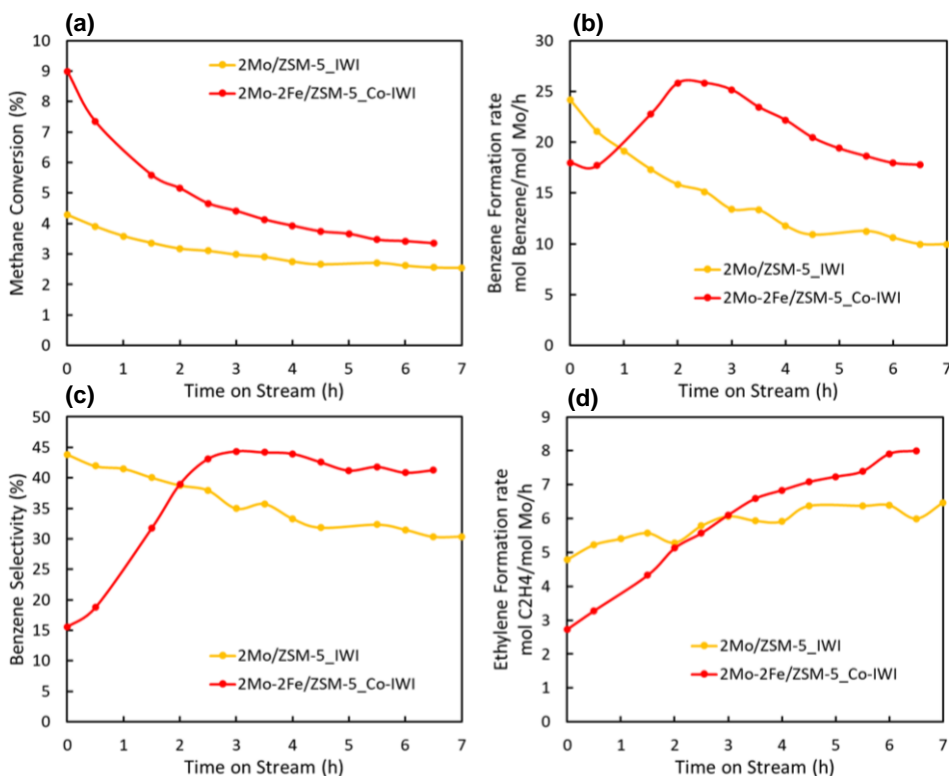 (a)
Methane Conversion (%)
10
9
8
7
6
5
4
3
2
1
0
2Mo/ZSM-5_IWI
2Mo-2Fe/ZSM-5_Co-IWI
0 1 2 3 4 5 6 7
Time on Stream (h)
(b)
Benzene Formation rate
mol Benzene/mol Mo/h
30
25
20
15
10
5
0
2Mo/ZSM-5_IWI
2Mo-2Fe/ZSM-5_Co-IWI
0 1 2 3 4 5 6 7
Time on Stream (h)
(c)
Benzene Selectivity (%)
50
45
40
35
30
25
20
15
10
5
0
2Mo/ZSM-5_IWI
2Mo-2Fe/ZSM-5_Co-IWI
0 1 2 3 4 5 6 7
Time on Stream (h)
(d)
Ethylene Formation rate
mol C2H4/mol Mo/h
9
8
7
6
5
4
3
2
1
0
2Mo/ZSM-5_IWI
2Mo-2Fe/ZSM-5_Co-IWI
0 1 2 3 4 5 6 7
Time on Stream (h)